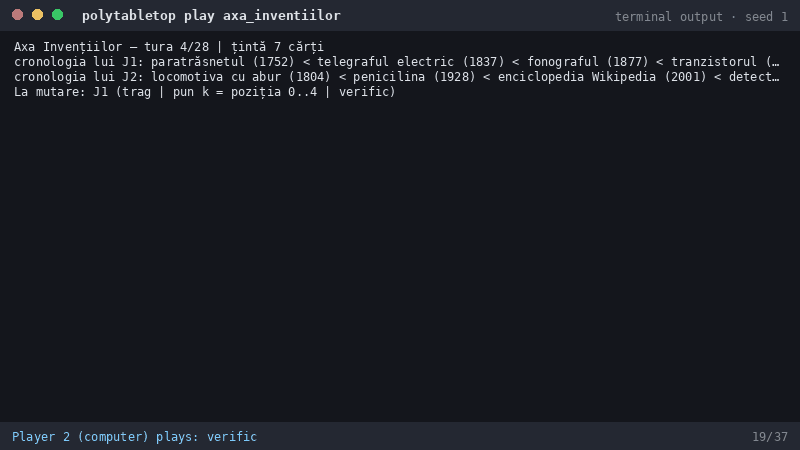 polytabletop play axa_invențiilor
terminal output · seed 1
Axa Invențiilor — tura 4/28 | țintă 7 cărți
cronologia lui J1: paratrăsnetul (1752) < telegraful electric (1837) < fonograful (1877) < tranzistorul (…
cronologia lui J2: locomotiva cu abur (1804) < penicilina (1928) < enciclopedia Wikipedia (2001) < detect…
La mutare: J1 (trag | pun k = poziția 0..4 | verific)
Player 2 (computer) plays: verific
19/37